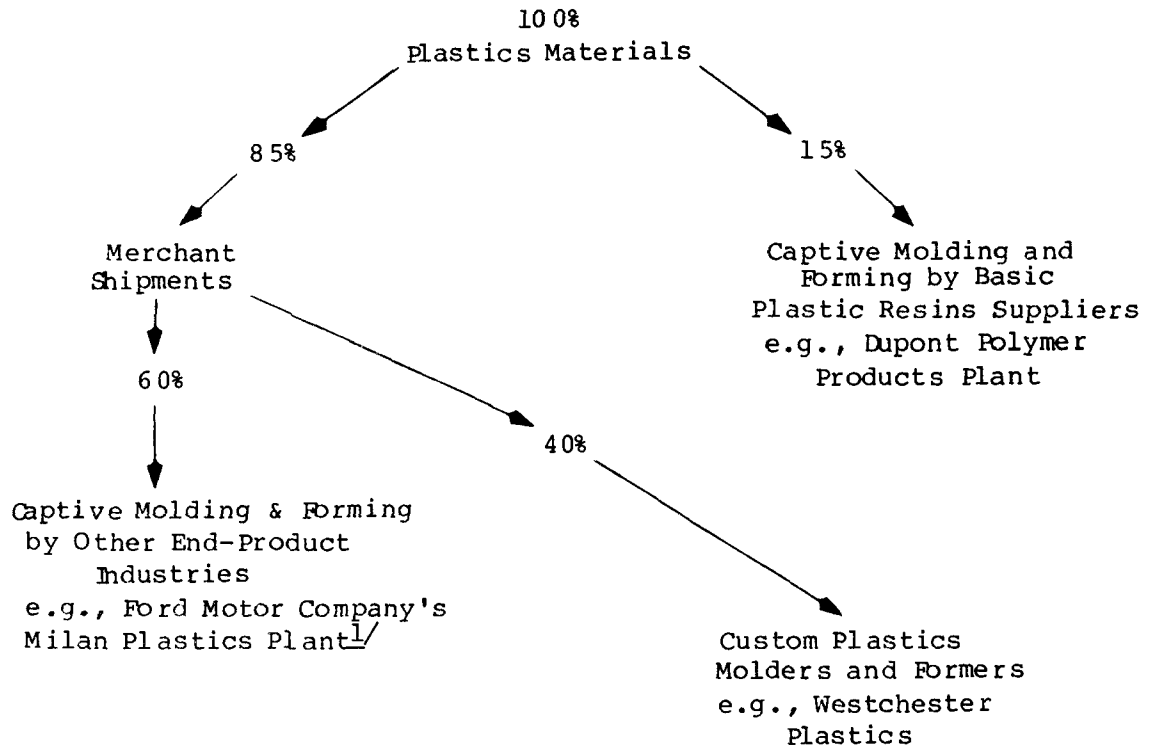 100%
Plastics Materials
85%
15%
Merchant
Shipments
Captive Molding and
Forming by Basic
Plastic Resins Suppliers
e.g., Dupont Polymer
Products Plant
60%
40%
Captive Molding & Forming
by Other End-Product
Industries
e.g., Ford Motor Company's
Milan Plastics Plant1/
Custom Plastics
Molders and Formers
e.g., Westchester
Plastics